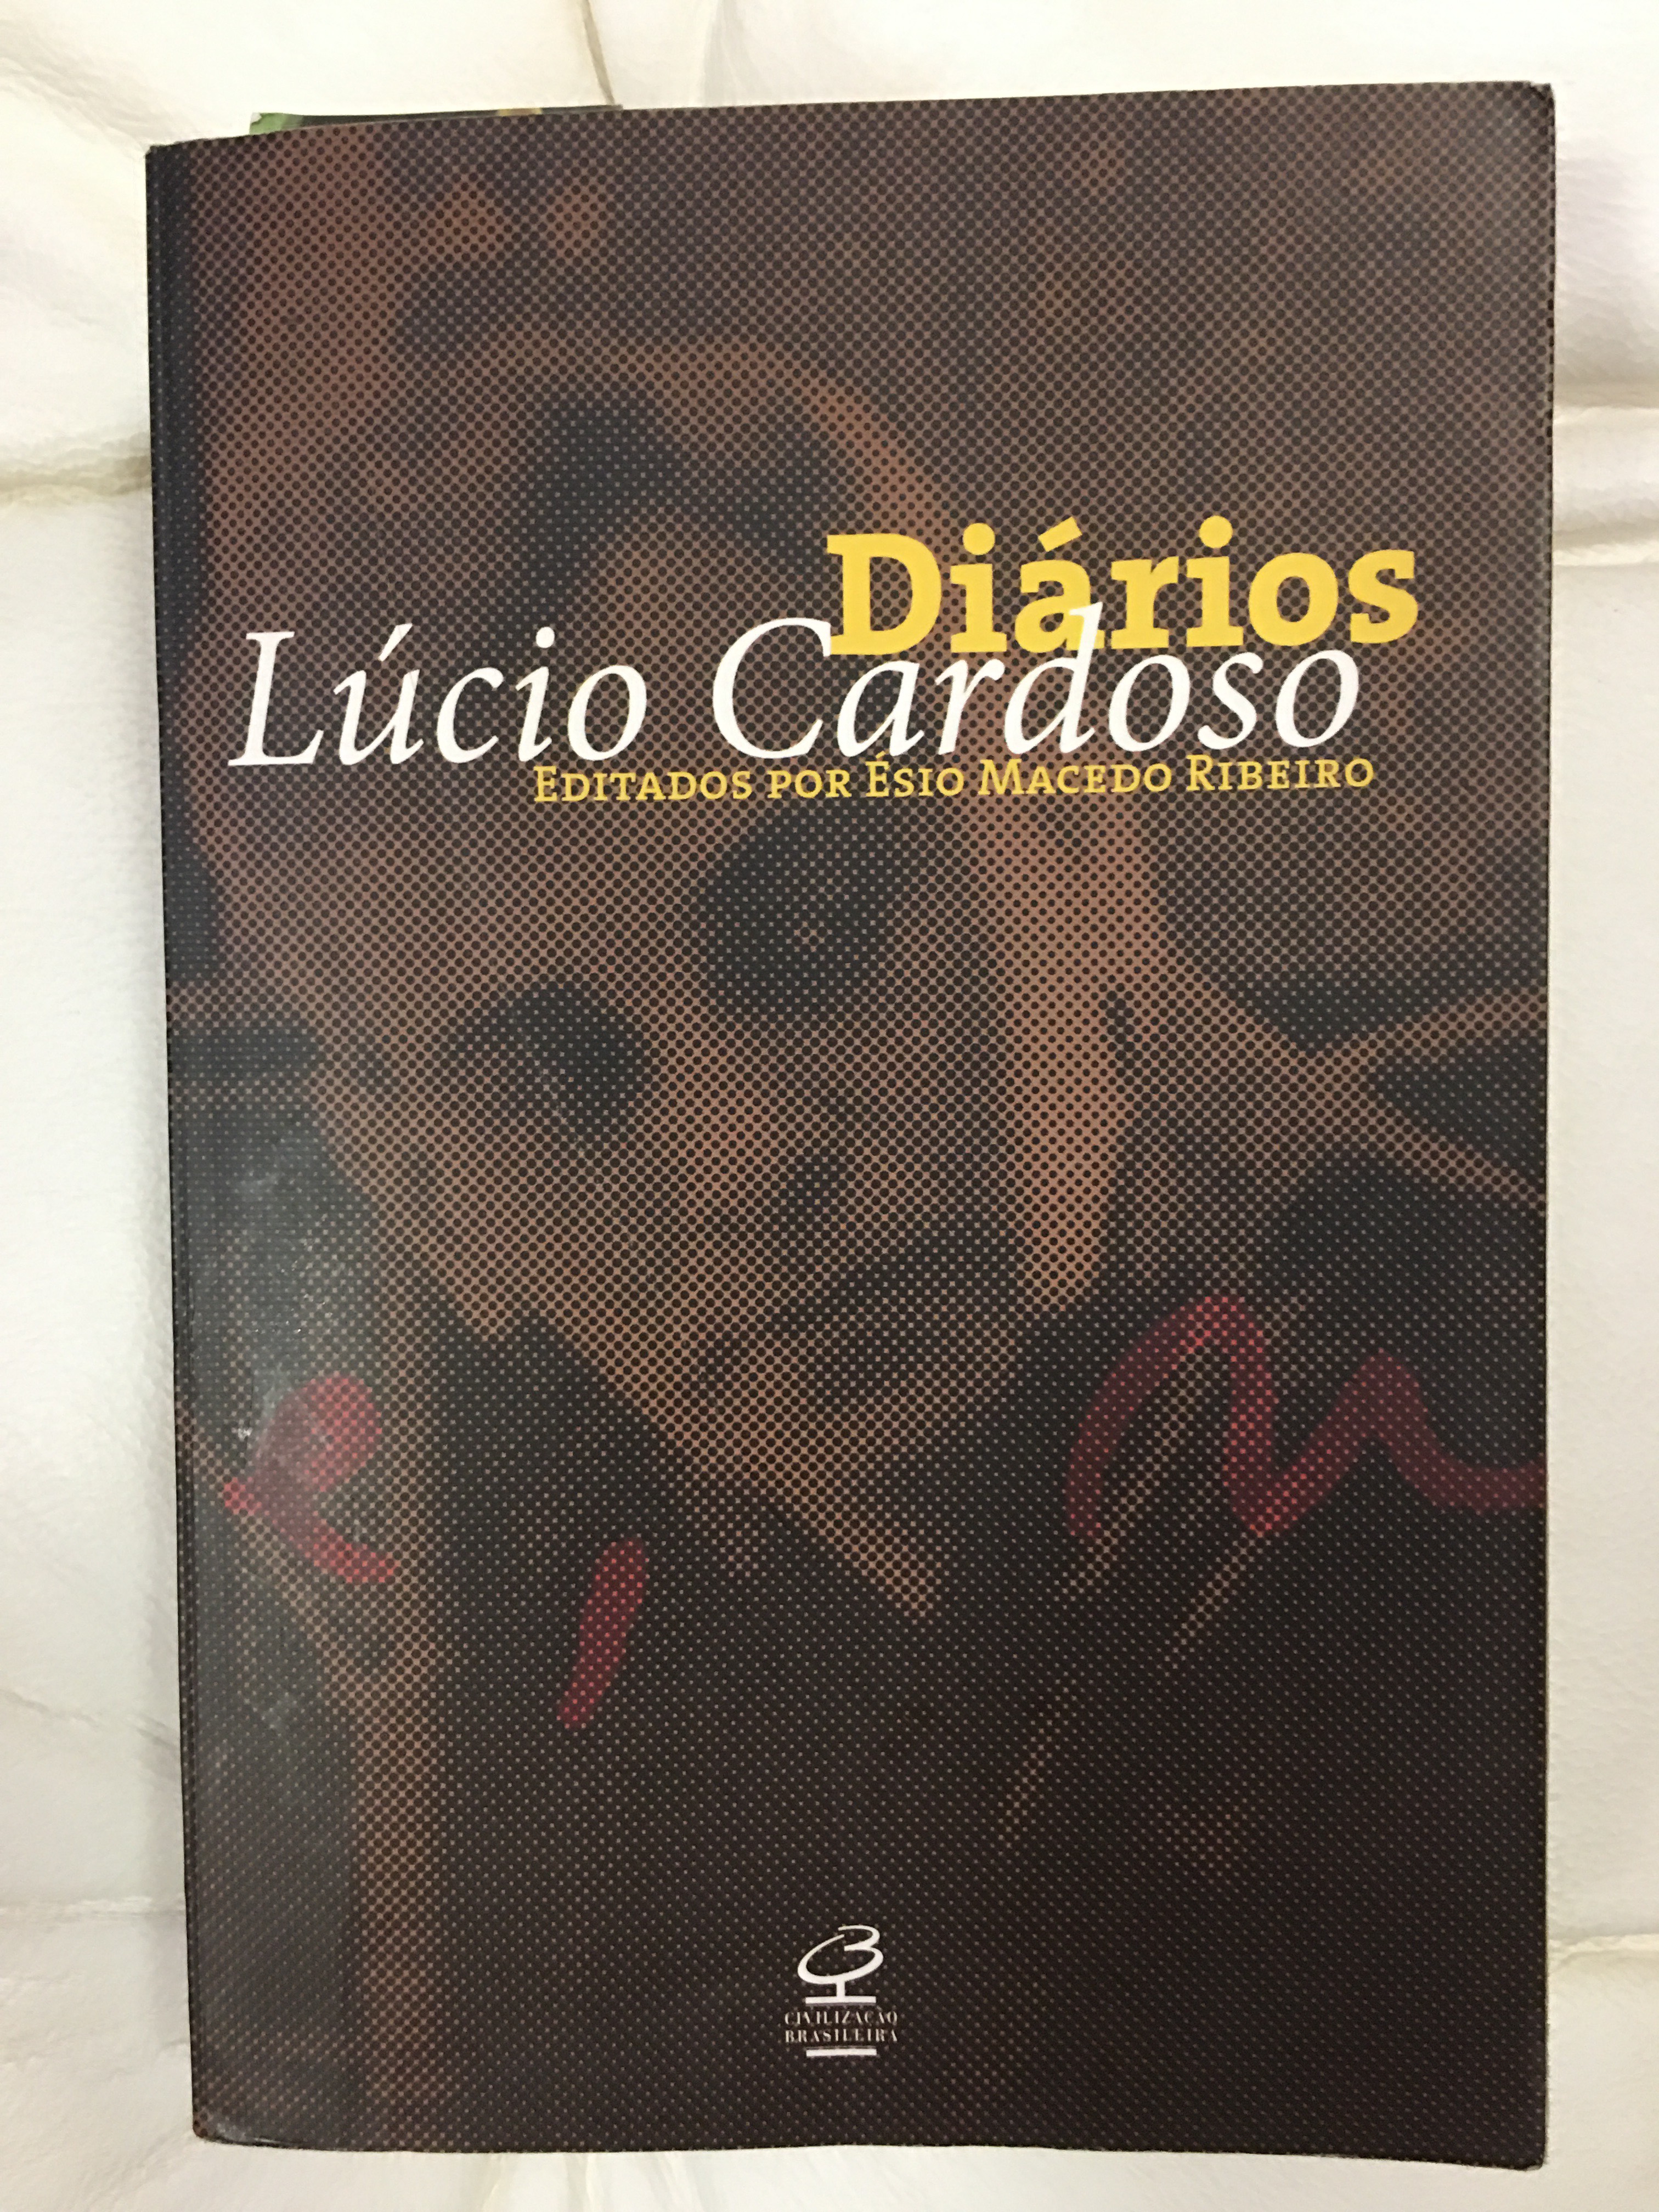 Diários
Lúcio Cardoso
Editados por Ésio Macedo Ribeiro
CIVILIZAÇÃO
BRASILEIRA